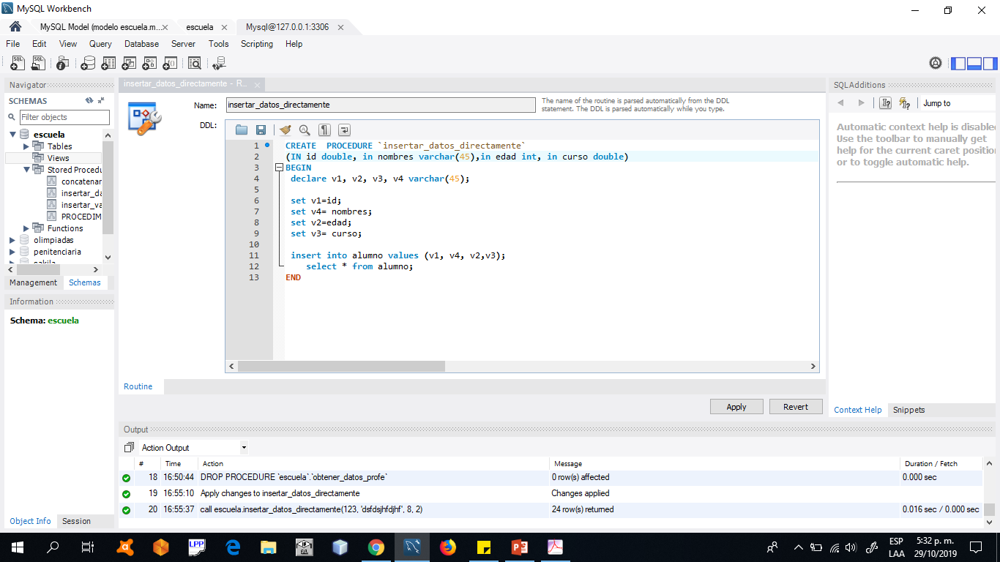 MySQL Workbench
MySQL Model (modelo escuela.m...
escuela
Mysql@127.0.0.1:3306
File Edit View Query Database Server Tools Scripting Help
Navigator
SCHEMAS
Filter objects
escuela
Tables
Views
Stored Procedu
concatenar
insertar_da
insertar_va
PROCEDIM
Functions
olimpiadas
penitenciaria
Management Schemas
Information
Schema: escuela
Object Info Session
insertar_datos_directamente - R...
Name: insertar_datos_directamente
The name of the routine is parsed automatically from the DDL
statement. The DDL is parsed automatically while you type.
DDL:
1 CREATE  PROCEDURE `insertar_datos_directamente`
2 (IN id double, in nombres varchar(45),in edad int, in curso double)
3 BEGIN
4 declare v1, v2, v3, v4 varchar(45);
5
6 set v1=id;
7 set v4= nombres;
8 set v2=edad;
9 set v3= curso;
10
11 insert into alumno values (v1, v4, v2,v3);
12 select * from alumno;
13 END
Routine
Apply Revert
SQLAdditions
Jump to
Automatic context help is disabled
Use the toolbar to manually get
help for the current caret position
or to toggle automatic help.
Context Help Snippets
Output
Action Output
# Time Action Message Duration / Fetch
18 16:50:44 DROP PROCEDURE `escuela`.`obtener_datos_profe` 0 row(s) affected 0.000 sec
19 16:55:10 Apply changes to insertar_datos_directamente Changes applied
20 16:55:37 call escuela.insertar_datos_directamente(123, 'dsfdsjhfdjhf', 8, 2) 24 row(s) returned 0.016 sec / 0.000 sec
LPP
ESP
LAA
5:32 p. m.
29/10/2019